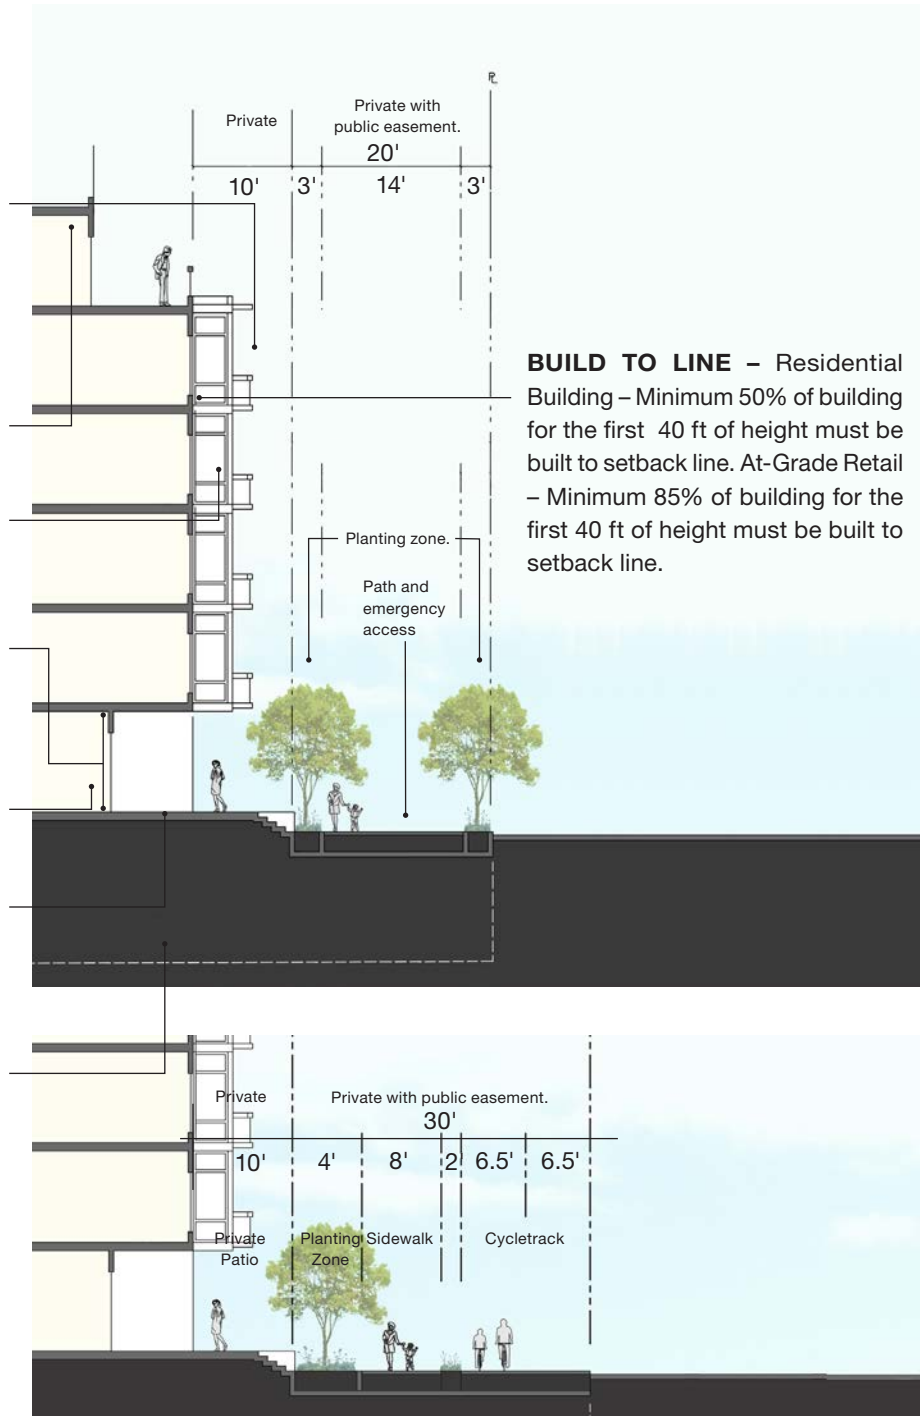 PL
Private
Private with
public easement.
20'
10' 3' 14' 3'
BUILD TO LINE – Residential
Building – Minimum 50% of building
for the first 40 ft of height must be
built to setback line. At-Grade Retail
– Minimum 85% of building for the
first 40 ft of height must be built to
setback line.
Planting zone.
Path and
emergency
access
Private
Private with public easement.
30'
10' 4' 8' 2' 6.5' 6.5'
Private
Patio
Planting
Zone
Sidewalk
Cycletrack